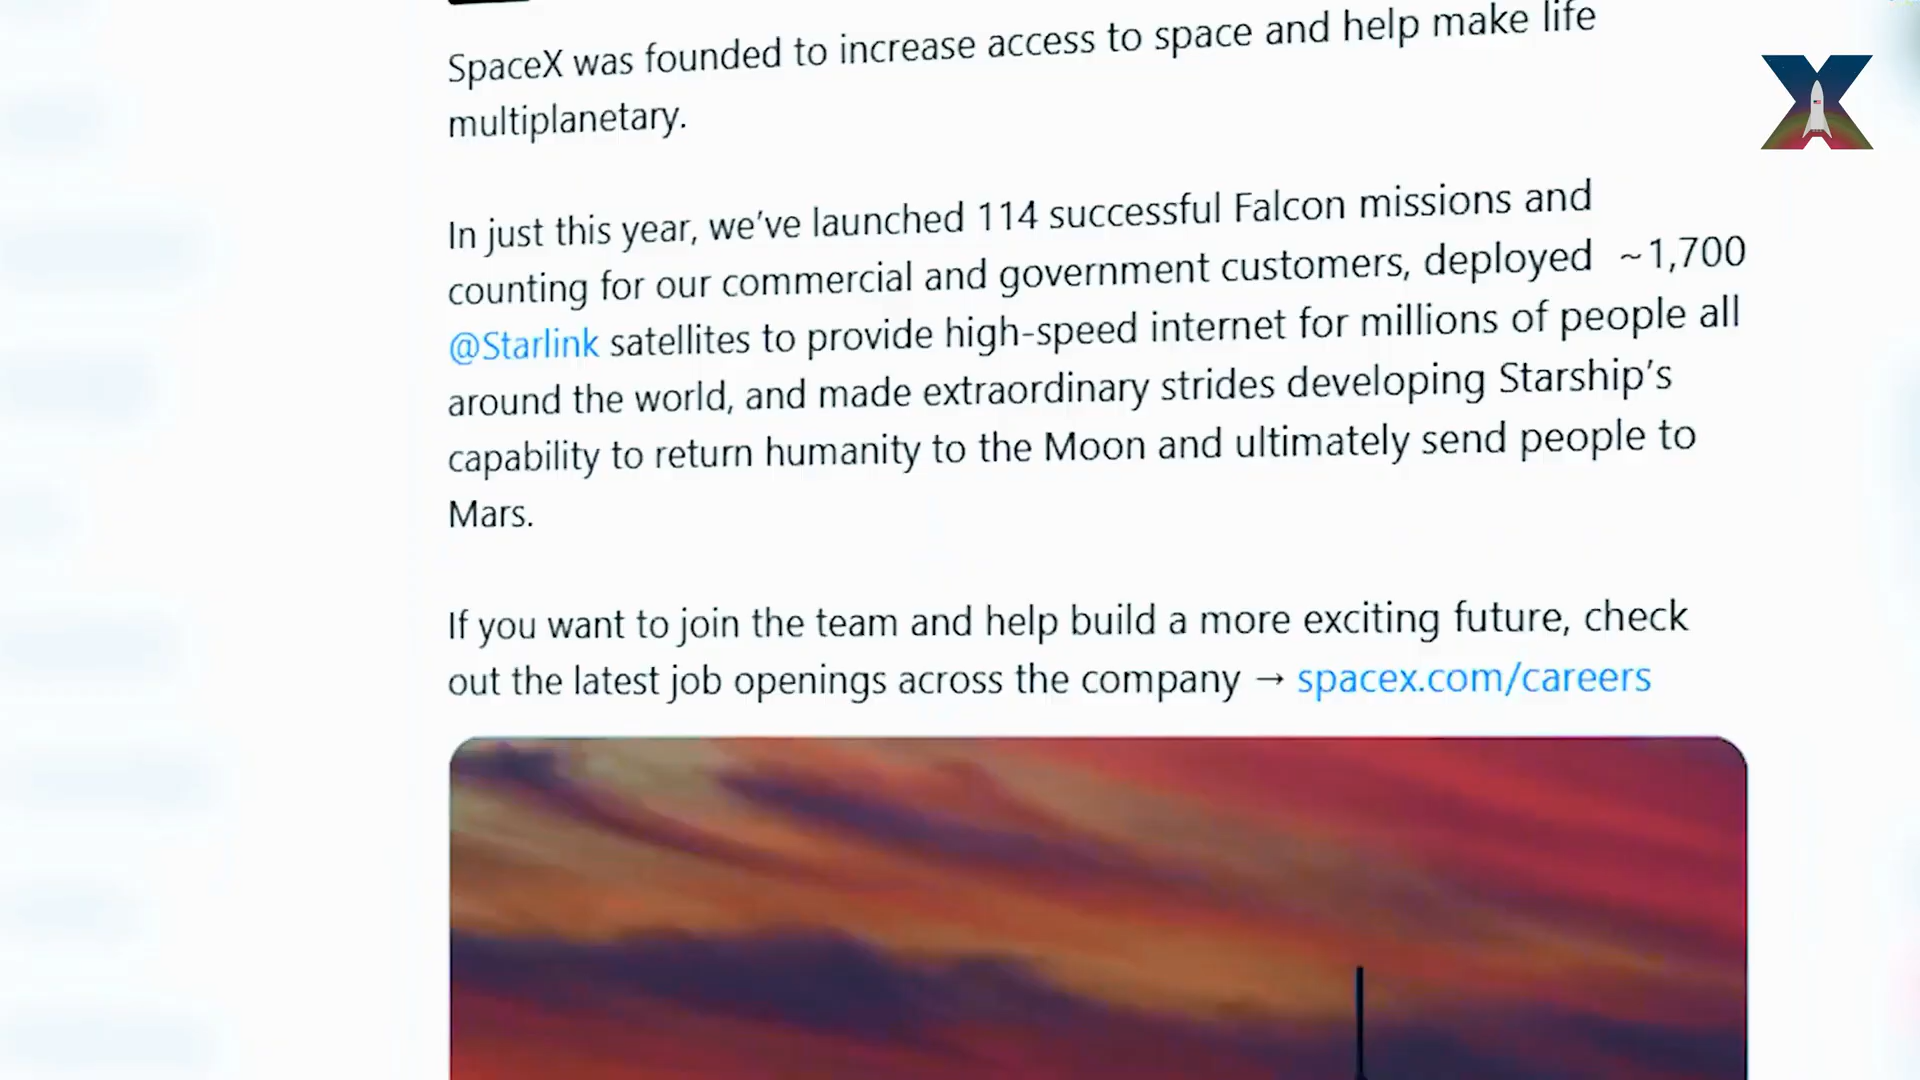 SpaceX was founded to increase access to space and help make life
multiplanetary.
In just this year, we've launched 114 successful Falcon missions and
counting for our commercial and government customers, deployed ~1,700
@Starlink satellites to provide high-speed internet for millions of people all
around the world, and made extraordinary strides developing Starship's
capability to return humanity to the Moon and ultimately send people to
Mars.
If you want to join the team and help build a more exciting future, check
out the latest job openings across the company → spacex.com/careers